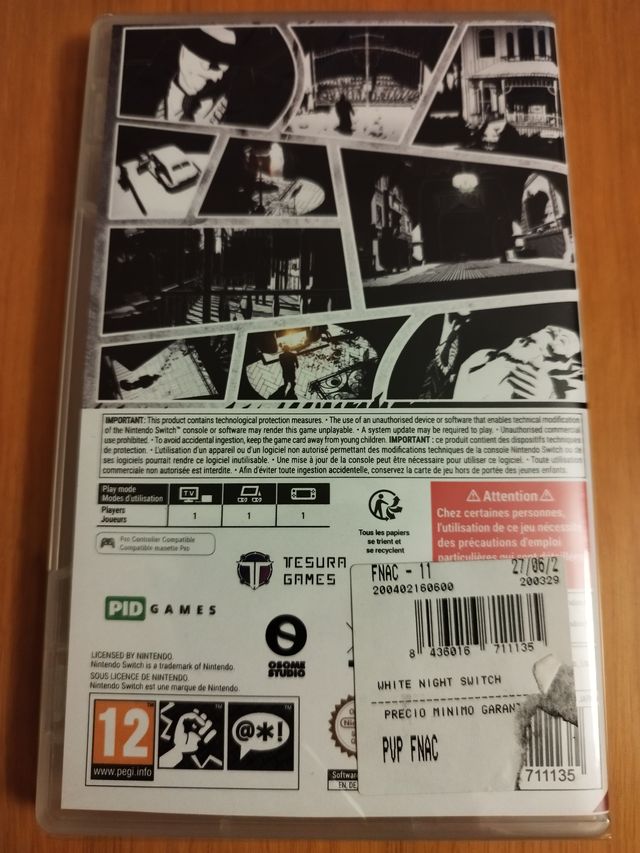 IMPORTANT: This product contains technological protection measures. • The use of an unauthorised device or software that enables technical modification
of the Nintendo Switch™ console or software may render this game unplayable. • A system update may be required to play. • Unauthorised commercial
use prohibited. • To avoid accidental ingestion, keep the game card away from young children. IMPORTANT : ce produit contient des dispositifs techniques
de protection. • L'utilisation d'un appareil ou d'un logiciel non autorisé permettant des modifications techniques de la console Nintendo Switch ou de
ses logiciels pourrait rendre ce logiciel inutilisable. • Une mise à jour de la console peut être nécessaire pour utiliser ce logiciel. • Toute utilisation
commerciale non autorisée est interdite. • Afin d'éviter toute ingestion accidentelle, conservez la carte de jeu hors de portée des jeunes enfants.
Play mode
Modes d'utilisation
TV
Players
Joueurs
1 1 1
Pro Controller Compatible
Compatible manette Pro
Tous les papiers
se trient et
se recyclent
Attention
Chez certaines personnes,
l'utilisation de ce jeu nécessite
des précautions d'emploi
particulières qui sont
TESURA
GAMES
PID GAMES
OSOME
STUDIO
FNAC - 11 27/06/2
200402160600 200329
8 436016 711135
WHITE NIGHT SWITCH
PRECIO MINIMO GARAN
PVP FNAC
711135
LICENSED BY NINTENDO.
Nintendo Switch is a trademark of Nintendo.
SOUS LICENCE DE NINTENDO.
Nintendo Switch est une marque de Nintendo.
12
www.pegi.info
@*!
Software
EN, DE